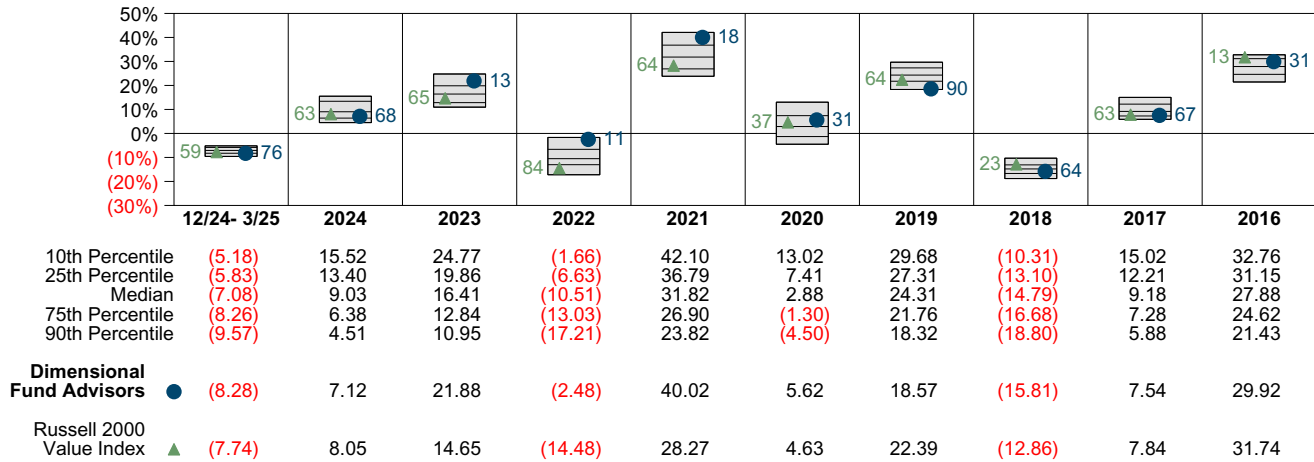 50%
40%
30%
20%
10%
0%
(10%)
(20%)
(30%)
59 76
63 68
65 13
84 11
64 18
37 31
64 90
23 64
63 67
13 31
12/24- 3/25 2024 2023 2022 2021 2020 2019 2018 2017 2016
10th Percentile (5.18) 15.52 24.77 (1.66) 42.10 13.02 29.68 (10.31) 15.02 32.76
25th Percentile (5.83) 13.40 19.86 (6.63) 36.79 7.41 27.31 (13.10) 12.21 31.15
Median (7.08) 9.03 16.41 (10.51) 31.82 2.88 24.31 (14.79) 9.18 27.88
75th Percentile (8.26) 6.38 12.84 (13.03) 26.90 (1.30) 21.76 (16.68) 7.28 24.62
90th Percentile (9.57) 4.51 10.95 (17.21) 23.82 (4.50) 18.32 (18.80) 5.88 21.43
Dimensional
Fund Advisors (8.28) 7.12 21.88 (2.48) 40.02 5.62 18.57 (15.81) 7.54 29.92
Russell 2000
Value Index (7.74) 8.05 14.65 (14.48) 28.27 4.63 22.39 (12.86) 7.84 31.74